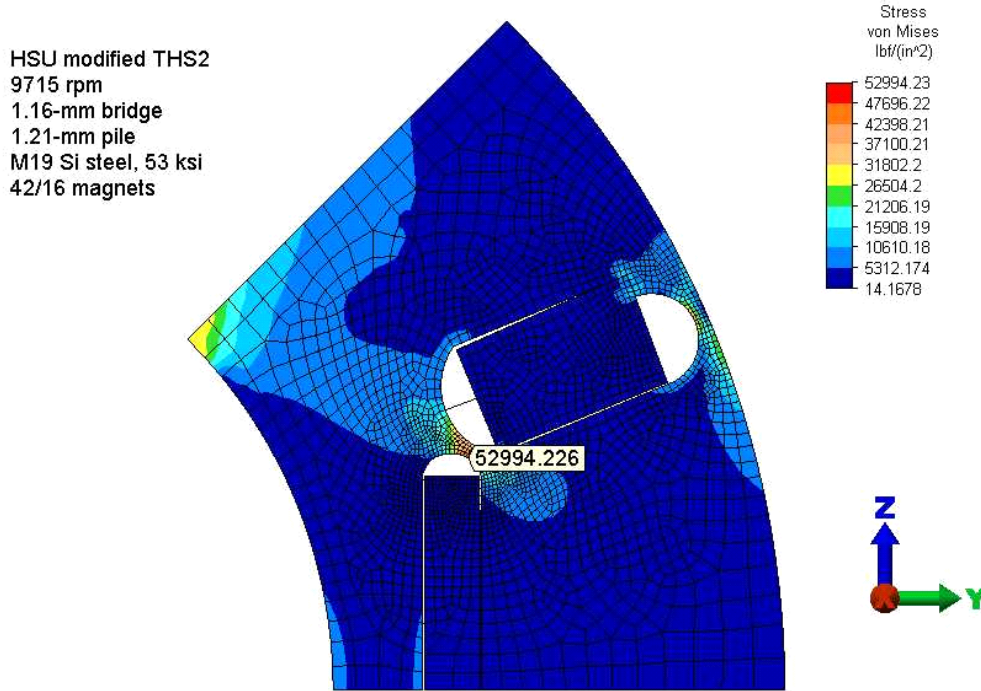 HSU modified THS2
9715 rpm
1.16-mm bridge
1.21-mm pile
M19 Si steel, 53 ksi
42/16 magnets
Stress
von Mises
lbf/(in^2)
52994.23
47696.22
42398.21
37100.21
31802.2
26504.2
21206.19
15908.19
10610.18
5312.174
14.1678
52994.226
Z
Y
X